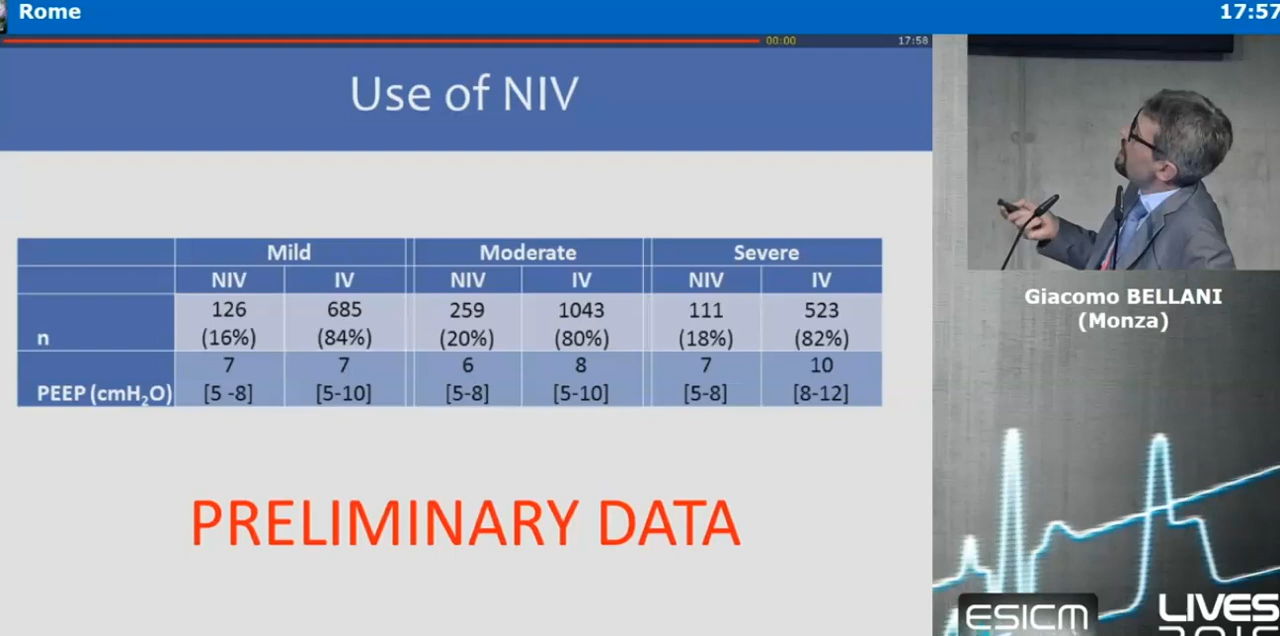 Rome
17:57
00:00
17:58
Use of NIV
Mild Moderate Severe
NIV IV NIV IV NIV IV
n 126 (16%) 685 (84%) 259 (20%) 1043 (80%) 111 (18%) 523 (82%)
PEEP (cmH₂O) 7 [5 -8] 7 [5-10] 6 [5-8] 8 [5-10] 7 [5-8] 10 [8-12]
PRELIMINARY DATA
Giacomo BELLANI
(Monza)
ESICM
LIVES